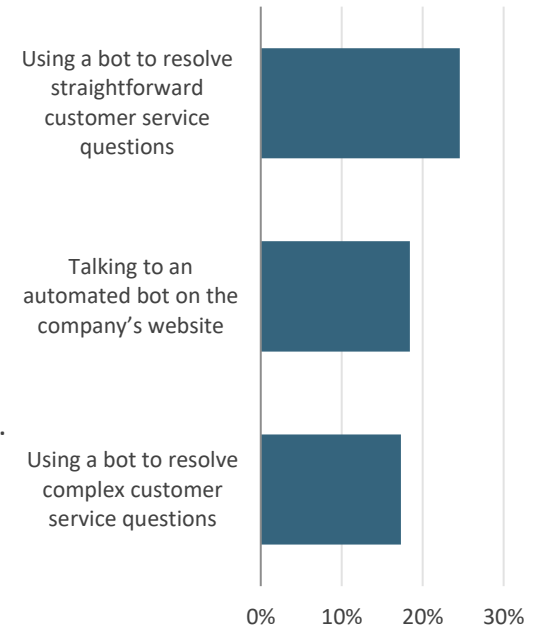 Using a bot to resolve
straightforward
customer service
questions
Talking to an
automated bot on the
company’s website
.
Using a bot to resolve
complex customer
service questions
0% 10% 20% 30%